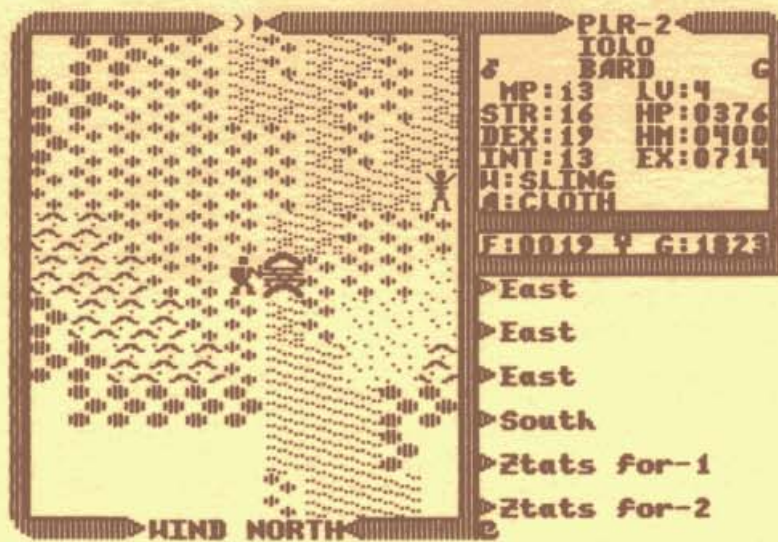 PLR-2
IOLO
♂ BARD G
MP:13 LV:4
STR:16 HP:0376
DEX:19 HM:0400
INT:13 EX:0714
W:SLING
A:CLOTH
F:0019 ♀ G:1823
East
East
East
South
Ztats for-1
Ztats for-2
WIND NORTH